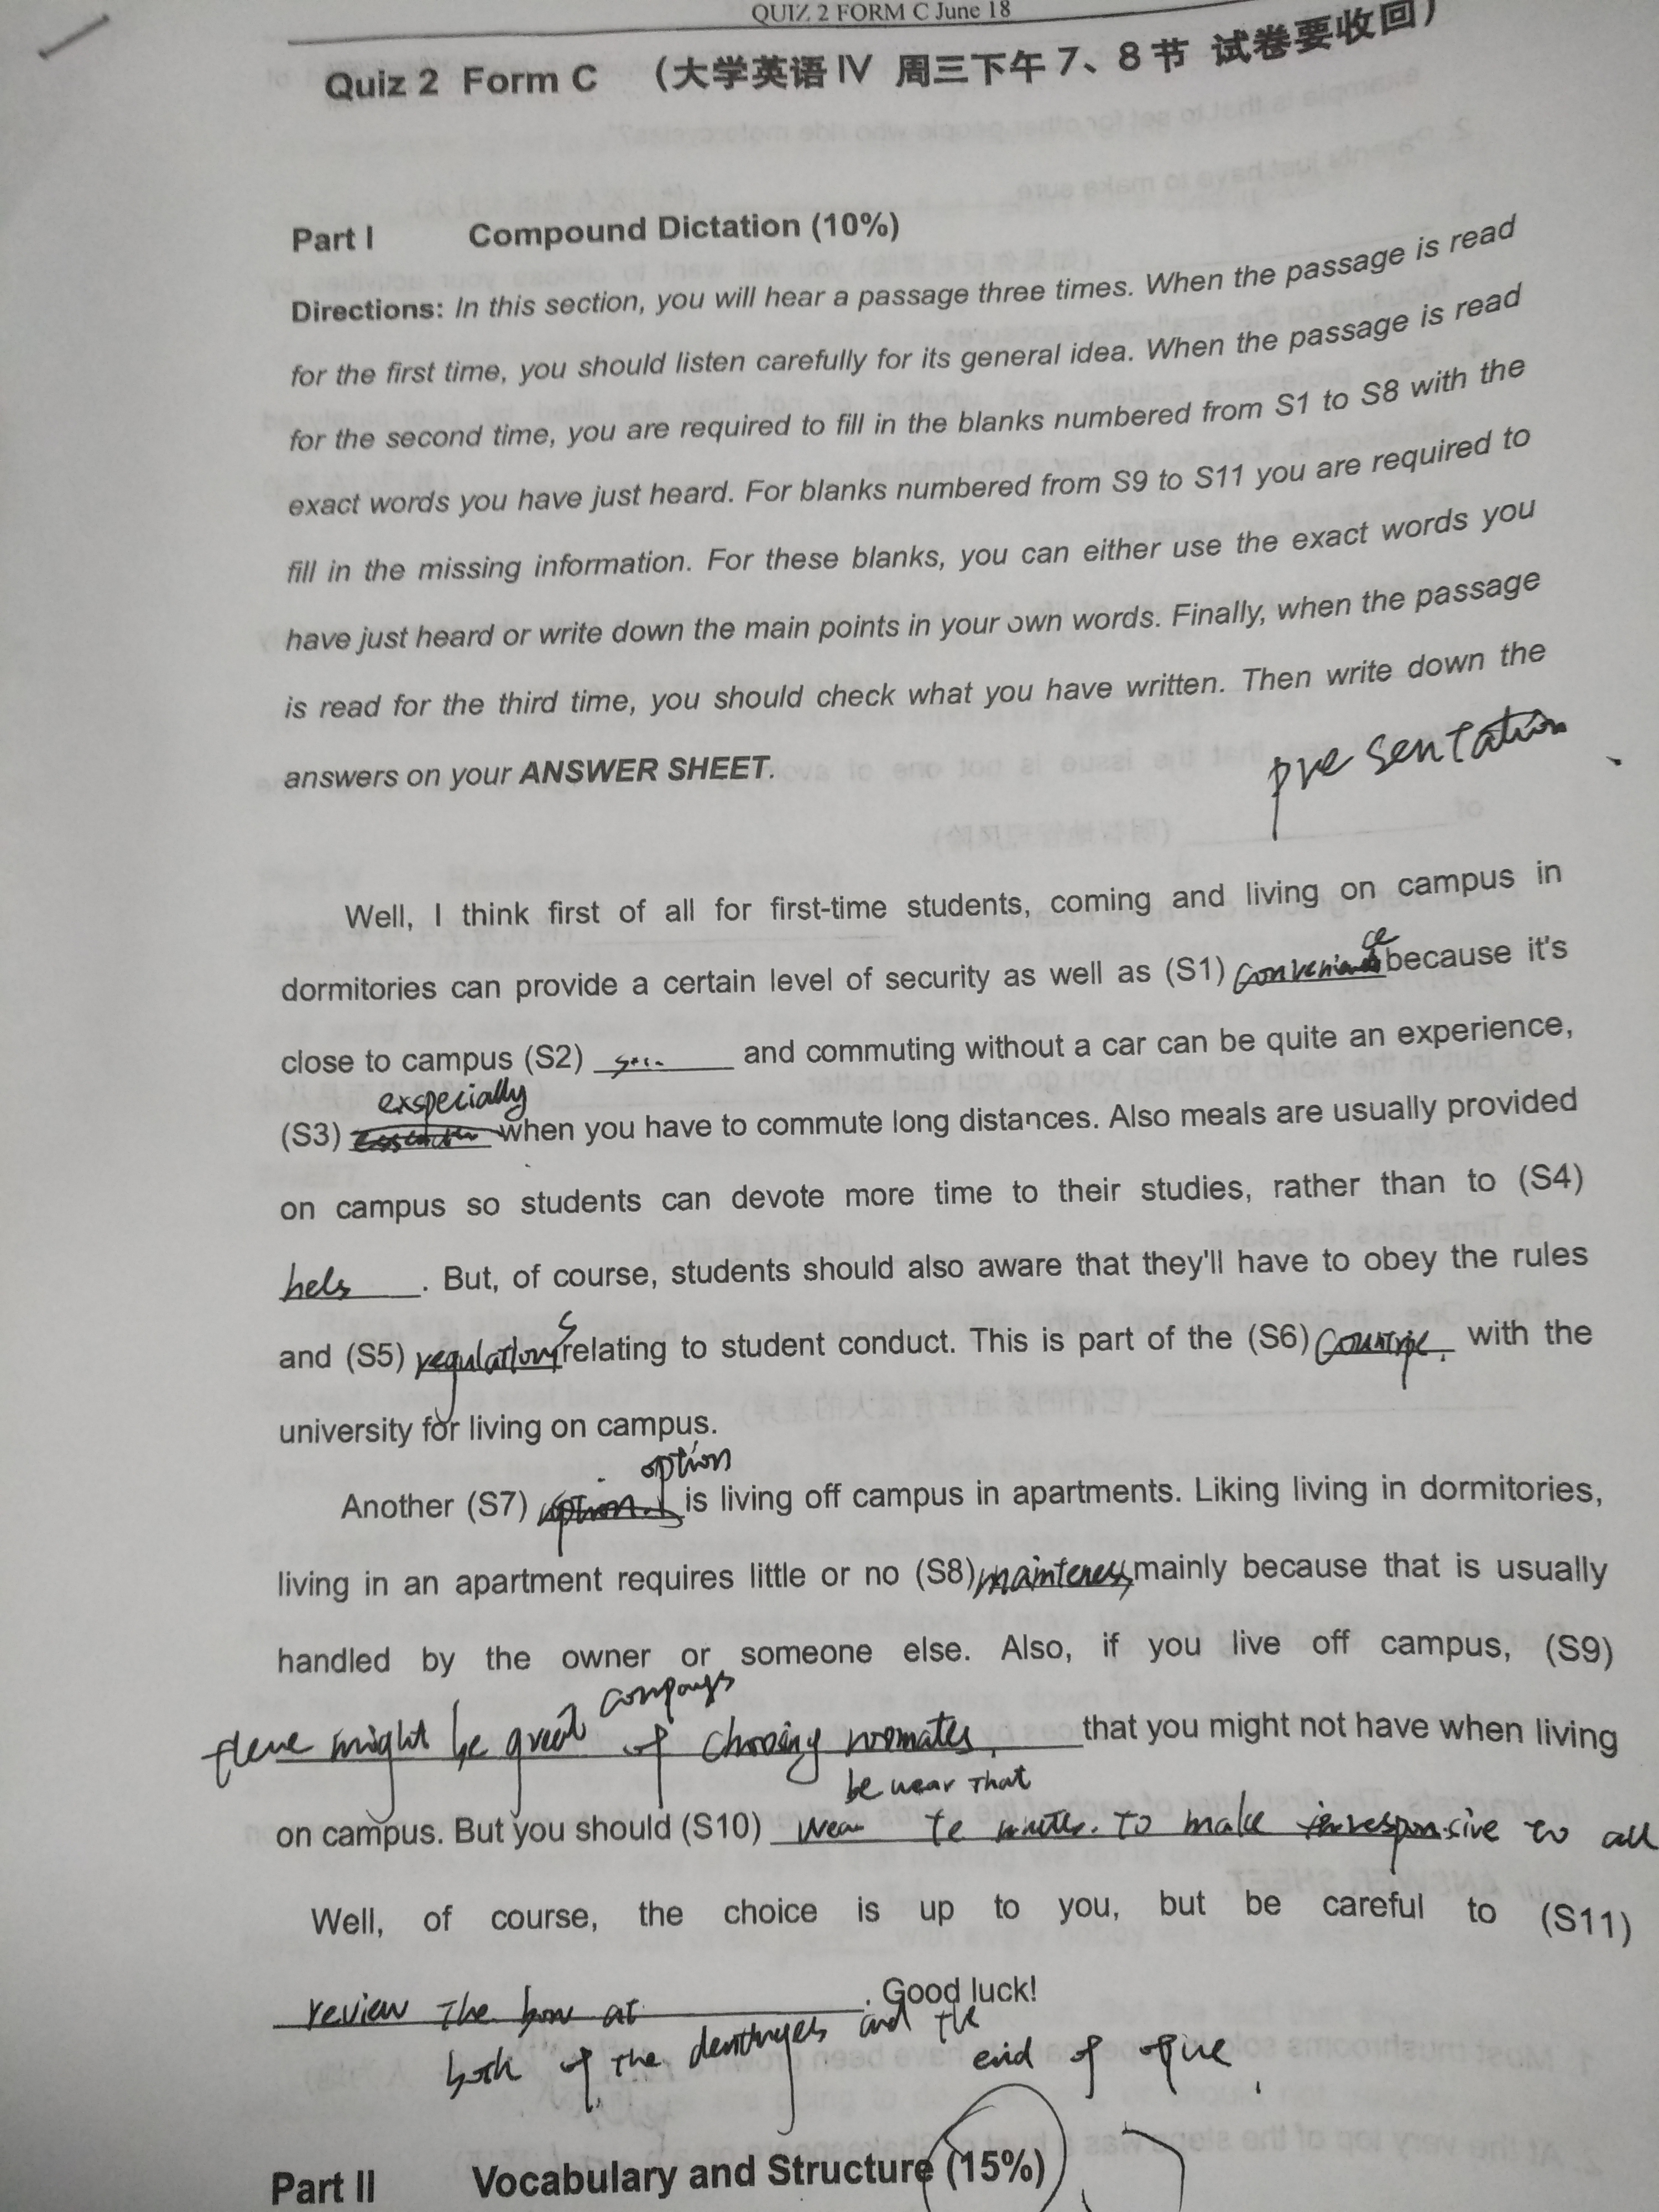 QUIZ 2 FORM C June 18
Quiz 2 Form C (大学英语 IV 周三下午 7、8 节 试卷要收回)
Part I Compound Dictation (10%)
Directions: In this section, you will hear a passage three times. When the passage is read
for the first time, you should listen carefully for its general idea. When the passage is read
for the second time, you are required to fill in the blanks numbered from S1 to S8 with the
exact words you have just heard. For blanks numbered from S9 to S11 you are required to
fill in the missing information. For these blanks, you can either use the exact words you
have just heard or write down the main points in your own words. Finally, when the passage
is read for the third time, you should check what you have written. Then write down the
answers on your ANSWER SHEET.
presentation
Well, I think first of all for first-time students, coming and living on campus in
ce
dormitories can provide a certain level of security as well as (S1) because it's
close to campus (S2) and commuting without a car can be quite an experience,
exspecially
(S3) when you have to commute long distances. Also meals are usually provided
on campus so students can devote more time to their studies, rather than to (S4)
hels . But, of course, students should also aware that they'll have to obey the rules
s
and (S5) regulation relating to student conduct. This is part of the (S6) with the
university for living on campus.
option
Another (S7) is living off campus in apartments. Liking living in dormitories,
living in an apartment requires little or no (S8) mainly because that is usually
handled by the owner or someone else. Also, if you live off campus, (S9)
might be great of choosing that you might not have when living
be wear that
on campus. But you should (S10) to make to all
Well, of course, the choice is up to you, but be careful to (S11)
review The at . Good luck!
both of the and the end of
Part II Vocabulary and Structure (15%)